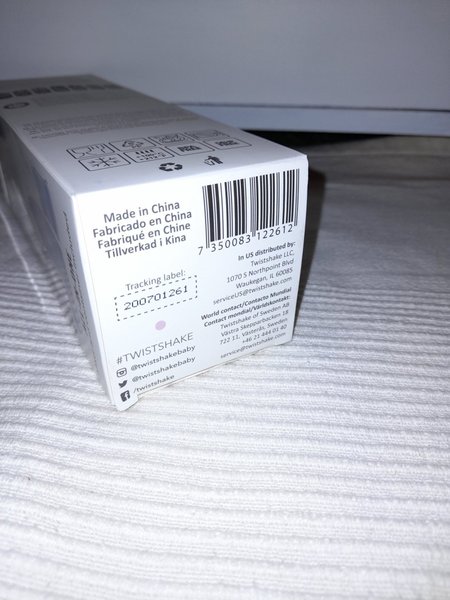 Made in China
Fabricado en China
Fabriqué en Chine
Tillverkad i Kina
Tracking label:
200701261
#TWISTSHAKE
@twistshakebaby
@twistshake
/twistshake
7 350083 122612
In US distributed by:
Twistshake LLC,
1070 S Northpoint Blvd
Waukegan, IL 60085
serviceUS@twistshake.com
World contact/Contacto Mundial
Contact mondial/Världskontakt:
Twistshake of Sweden AB
Västra Skepparbacken 18
722 11, Västerås, Sweden
+46 21 444 01 40
service@twistshake.com